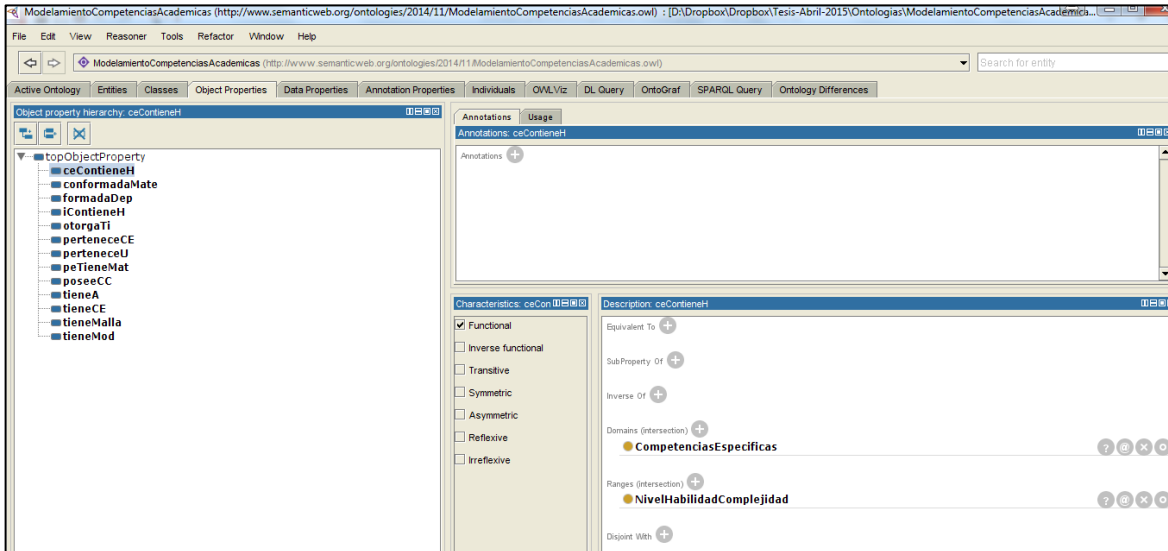 ModelamientoCompetenciasAcademicas (http://www.semanticweb.org/ontologies/2014/11/ModelamientoCompetenciasAcademicas.owl) : [D:\Dropbox\Dropbox\Tesis-Abril-2015\Ontologias\ModelamientoCompetenciasAcademica...
File Edit View Reasoner Tools Refactor Window Help
ModelamientoCompetenciasAcademicas (http://www.semanticweb.org/ontologies/2014/11/ModelamientoCompetenciasAcademicas.owl) Search for entity
Active Ontology Entities Classes Object Properties Data Properties Annotation Properties Individuals OWLViz DL Query OntoGraf SPARQL Query Ontology Differences
Object property hierarchy: ceContieneH
topObjectProperty
ceContieneH
conformadaMate
formadaDep
iContieneH
otorgaTi
perteneceCE
perteneceU
peTieneMat
poseeCC
tieneA
tieneCE
tieneMalla
tieneMod
Annotations Usage
Annotations: ceContieneH
Annotations
Characteristics: ceCon
Functional
Inverse functional
Transitive
Symmetric
Asymmetric
Reflexive
Irreflexive
Description: ceContieneH
Equivalent To
SubProperty Of
Inverse Of
Domains (intersection)
CompetenciasEspecificas
Ranges (intersection)
NivelHabilidadComplejidad
Disjoint With